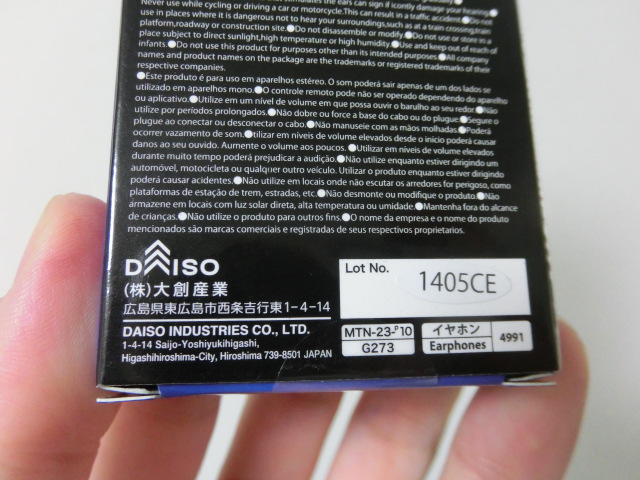 stimulates the ears can sign if iconty damage your hearing.●
Never use while cycling or driving a car or motorcycle.This can result in a traffic accident.●Do not
use in places where it is dangerous not to hear your surroundings,such as at a train crossing,train
platform,roadway or construction site.●Do not disassemble or modify.●Do not use or store in a
place subject to direct sunlight,high temperature or high humidity.●Use and keep out of reach of
infants.●Do not use this product for purposes other than its intended purposes.●All company
names and product names on the package are the trademarks or registered trademarks of their
respective companies.
●Este produto é para uso em aparelhos estéreo. O som poderá sair apenas de um dos lados se
utilizado em aparelhos mono.●O controle remoto pode não ser operado dependendo do aparelho
ou aplicativo.●Utilize em um nível de volume em que possa ouvir o barulho ao seu redor.●Não
utilize por períodos prolongados.●Não dobre ou force a base do cabo ou do plugue.●Segure o
plugue ao conectar ou desconectar o cabo.●Não manuseie com as mãos molhadas.●Poderá
ocorrer vazamento de som.●tilizar em níveis de volume elevados desde o início poderá causar
danos ao seu ouvido. Aumente o volume aos poucos.●Utilizar em níveis de volume elevados
durante muito tempo poderá prejudicar a audição.●Não utilize enquanto estiver dirigindo um
automóvel, motocicleta ou qualquer outro veículo. Utilizar o produto enquanto estiver dirigindo
poderá causar acidentes.●Não utilize em locais onde não escutar os arredores for perigoso, como
plataformas de estação de trem, estradas, etc.●Não desmonte ou modifique o produto.●Não
armazene em locais com luz solar direta, alta temperatura ou umidade.●Mantenha fora do alcance
de crianças.●Não utilize o produto para outros fins.●O nome da empresa e o nome do produto
mencionados são marcas comerciais e registradas de seus respectivos proprietários.
DAISO
(株)大創産業
広島県東広島市西条吉行東1-4-14
DAISO INDUSTRIES CO., LTD.
1-4-14 Saijo-Yoshiyukihigashi,
Higashihiroshima-City, Hiroshima 739-8501 JAPAN
Lot No. 1405CE
MTN-23-P10
G273
イヤホン
Earphones
4991